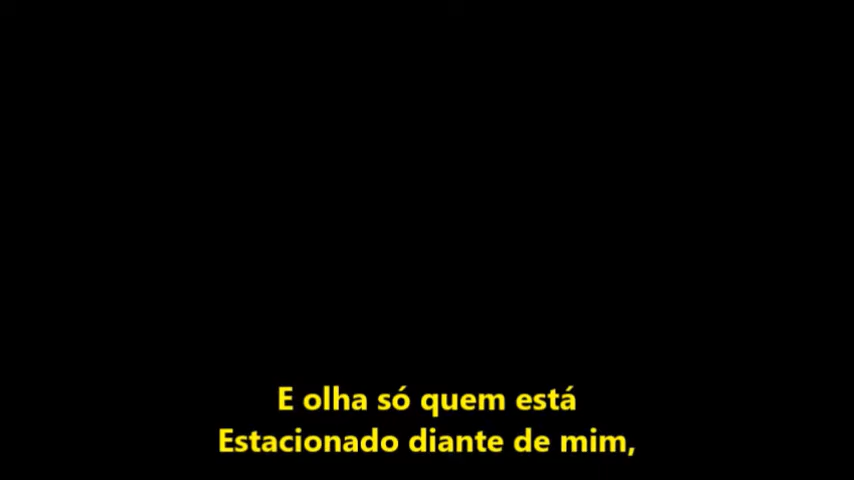 E olha só quem está
Estacionado diante de mim,